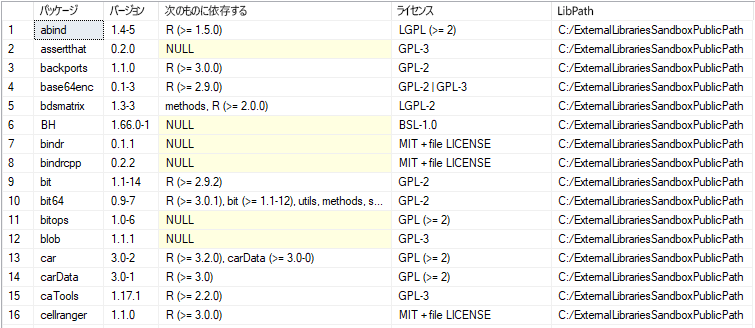 パッケージ バージョン 次のものに依存する ライセンス LibPath
1 abind 1.4-5 R (>= 1.5.0) LGPL (>= 2) C:/ExternalLibrariesSandboxPublicPath
2 assertthat 0.2.0 NULL GPL-3 C:/ExternalLibrariesSandboxPublicPath
3 backports 1.1.0 R (>= 3.0.0) GPL-2 C:/ExternalLibrariesSandboxPublicPath
4 base64enc 0.1-3 R (>= 2.9.0) GPL-2 | GPL-3 C:/ExternalLibrariesSandboxPublicPath
5 bdsmatrix 1.3-3 methods, R (>= 2.0.0) LGPL-2 C:/ExternalLibrariesSandboxPublicPath
6 BH 1.66.0-1 NULL BSL-1.0 C:/ExternalLibrariesSandboxPublicPath
7 bindr 0.1.1 NULL MIT + file LICENSE C:/ExternalLibrariesSandboxPublicPath
8 bindrcpp 0.2.2 NULL MIT + file LICENSE C:/ExternalLibrariesSandboxPublicPath
9 bit 1.1-14 R (>= 2.9.2) GPL-2 C:/ExternalLibrariesSandboxPublicPath
10 bit64 0.9-7 R (>= 3.0.1), bit (>= 1.1-12), utils, methods, s... GPL-2 C:/ExternalLibrariesSandboxPublicPath
11 bitops 1.0-6 NULL GPL (>= 2) C:/ExternalLibrariesSandboxPublicPath
12 blob 1.1.1 NULL GPL-3 C:/ExternalLibrariesSandboxPublicPath
13 car 3.0-2 R (>= 3.2.0), carData (>= 3.0-0) GPL (>= 2) C:/ExternalLibrariesSandboxPublicPath
14 carData 3.0-1 R (>= 3.0) GPL (>= 2) C:/ExternalLibrariesSandboxPublicPath
15 caTools 1.17.1 R (>= 2.2.0) GPL-3 C:/ExternalLibrariesSandboxPublicPath
16 cellranger 1.1.0 R (>= 3.0.0) MIT + file LICENSE C:/ExternalLibrariesSandboxPublicPath